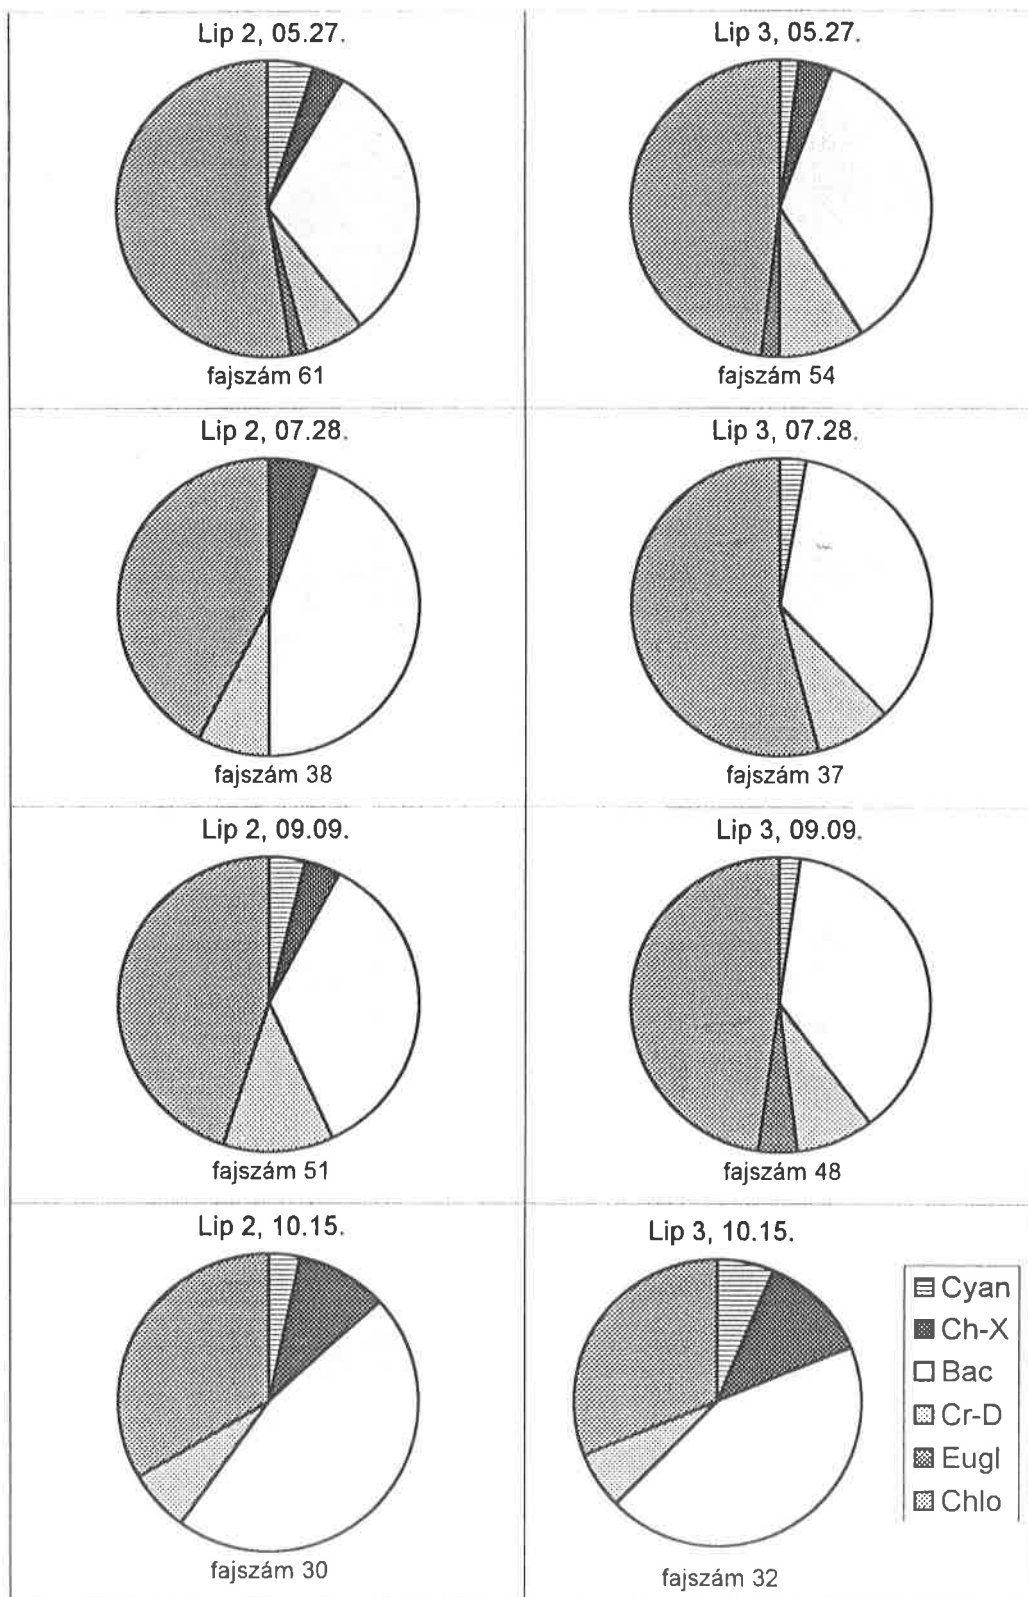 Lip 2, 05.27.
fajszám 61
Lip 3, 05.27.
fajszám 54
Lip 2, 07.28.
fajszám 38
Lip 3, 07.28.
fajszám 37
Lip 2, 09.09.
fajszám 51
Lip 3, 09.09.
fajszám 48
Lip 2, 10.15.
fajszám 30
Lip 3, 10.15.
fajszám 32
Cyan
Ch-X
Bac
Cr-D
Eugl
Chlo